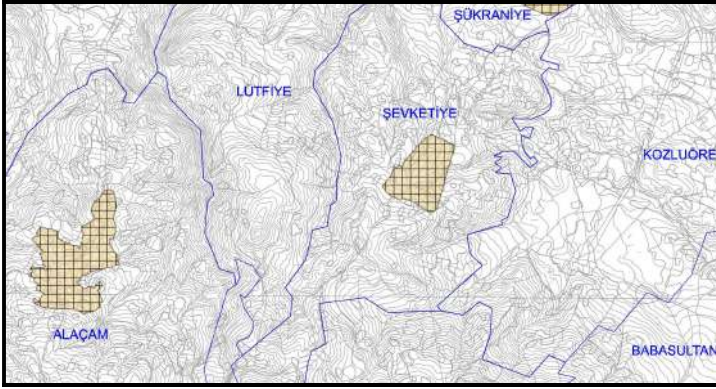 ŞÜKRANİYE
LÜTFİYE
ŞEVKETİYE
KOZLUÖRE
ALAÇAM
BABASULTAN